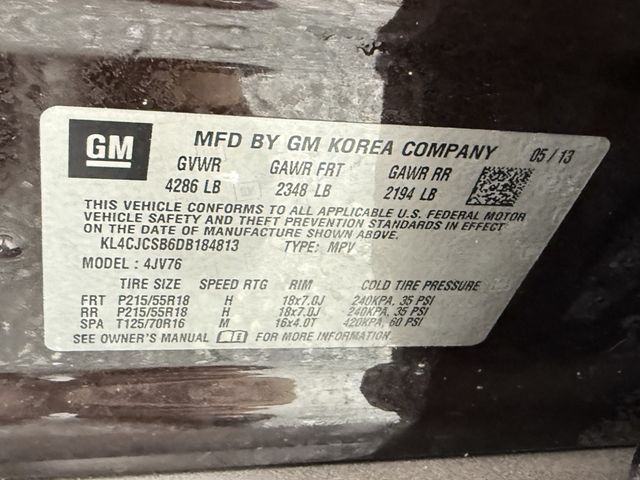 GM
MFD BY GM KOREA COMPANY 05/13
GVWR GAWR FRT GAWR RR
4286 LB 2348 LB 2194 LB
THIS VEHICLE CONFORMS TO ALL APPLICABLE U.S. FEDERAL MOTOR
VEHICLE SAFETY AND THEFT PREVENTION STANDARDS IN EFFECT
ON THE DATE OF MANUFACTURE SHOWN ABOVE.
KL4CJCSB6DB184813 TYPE: MPV
MODEL : 4JV76
TIRE SIZE SPEED RTG RIM COLD TIRE PRESSURE
FRT P215/55R18 H 18x7.0J 240KPA, 35 PSI
RR P215/55R18 H 18x7.0J 240KPA, 35 PSI
SPA T125/70R16 M 16x4.0T 420KPA, 60 PSI
SEE OWNER'S MANUAL FOR MORE INFORMATION.